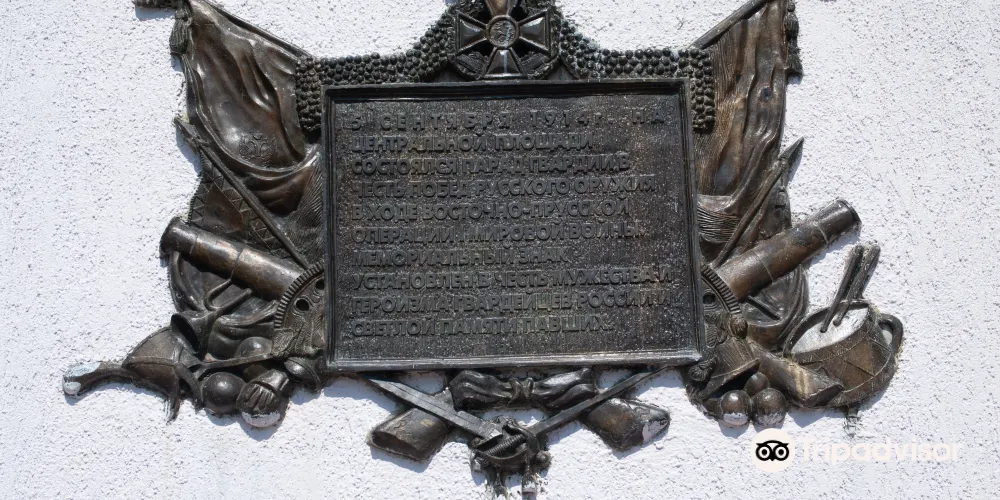 5 СЕНТЯБРЯ 1914 Г. НА
ЦЕНТРАЛЬНОЙ ПЛОЩАДИ
СОСТОЯЛСЯ ПАРАД ГВАРДИИ В
ЧЕСТЬ ПОБЕД РУССКОГО ОРУЖИЯ
В ХОДЕ ВОСТОЧНО-ПРУССКОЙ
ОПЕРАЦИИ I МИРОВОЙ ВОЙНЫ.
МЕМОРИАЛЬНЫЙ ЗНАК
УСТАНОВЛЕН В ЧЕСТЬ МУЖЕСТВА И
ГЕРОИЗМА ГВАРДЕЙЦЕВ РОССИИ И
СВЕТЛОЙ ПАМЯТИ ПАВШИХ.
tripadvisor